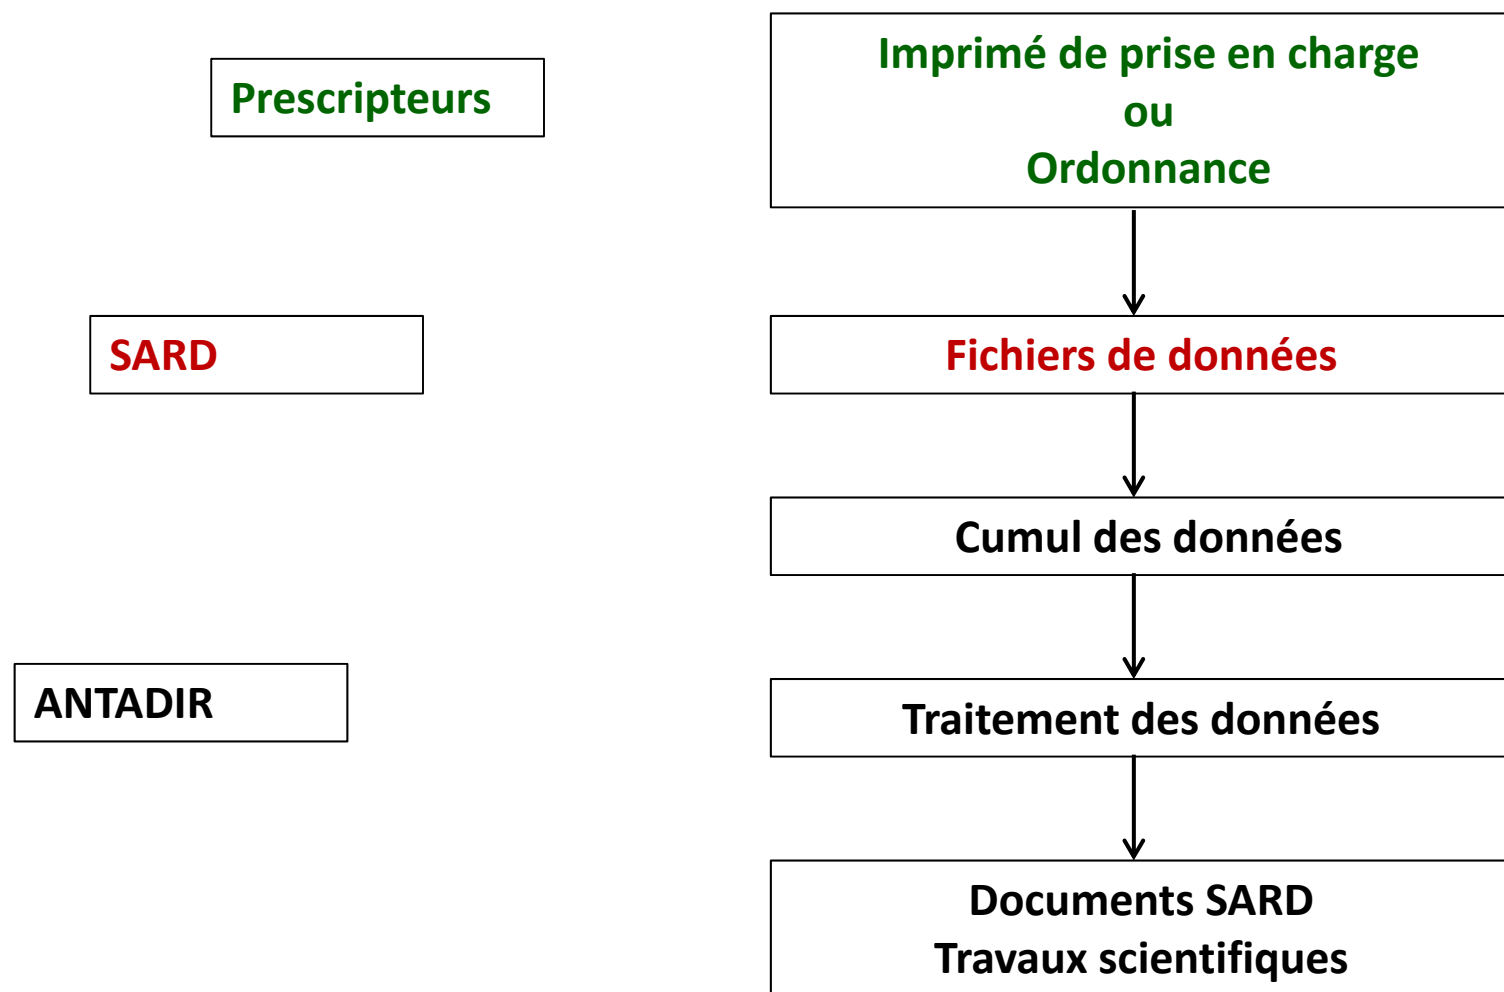 Prescripteurs
Imprimé de prise en charge
ou
Ordonnance
SARD
Fichiers de données
Cumul des données
ANTADIR
Traitement des données
Documents SARD
Travaux scientifiques